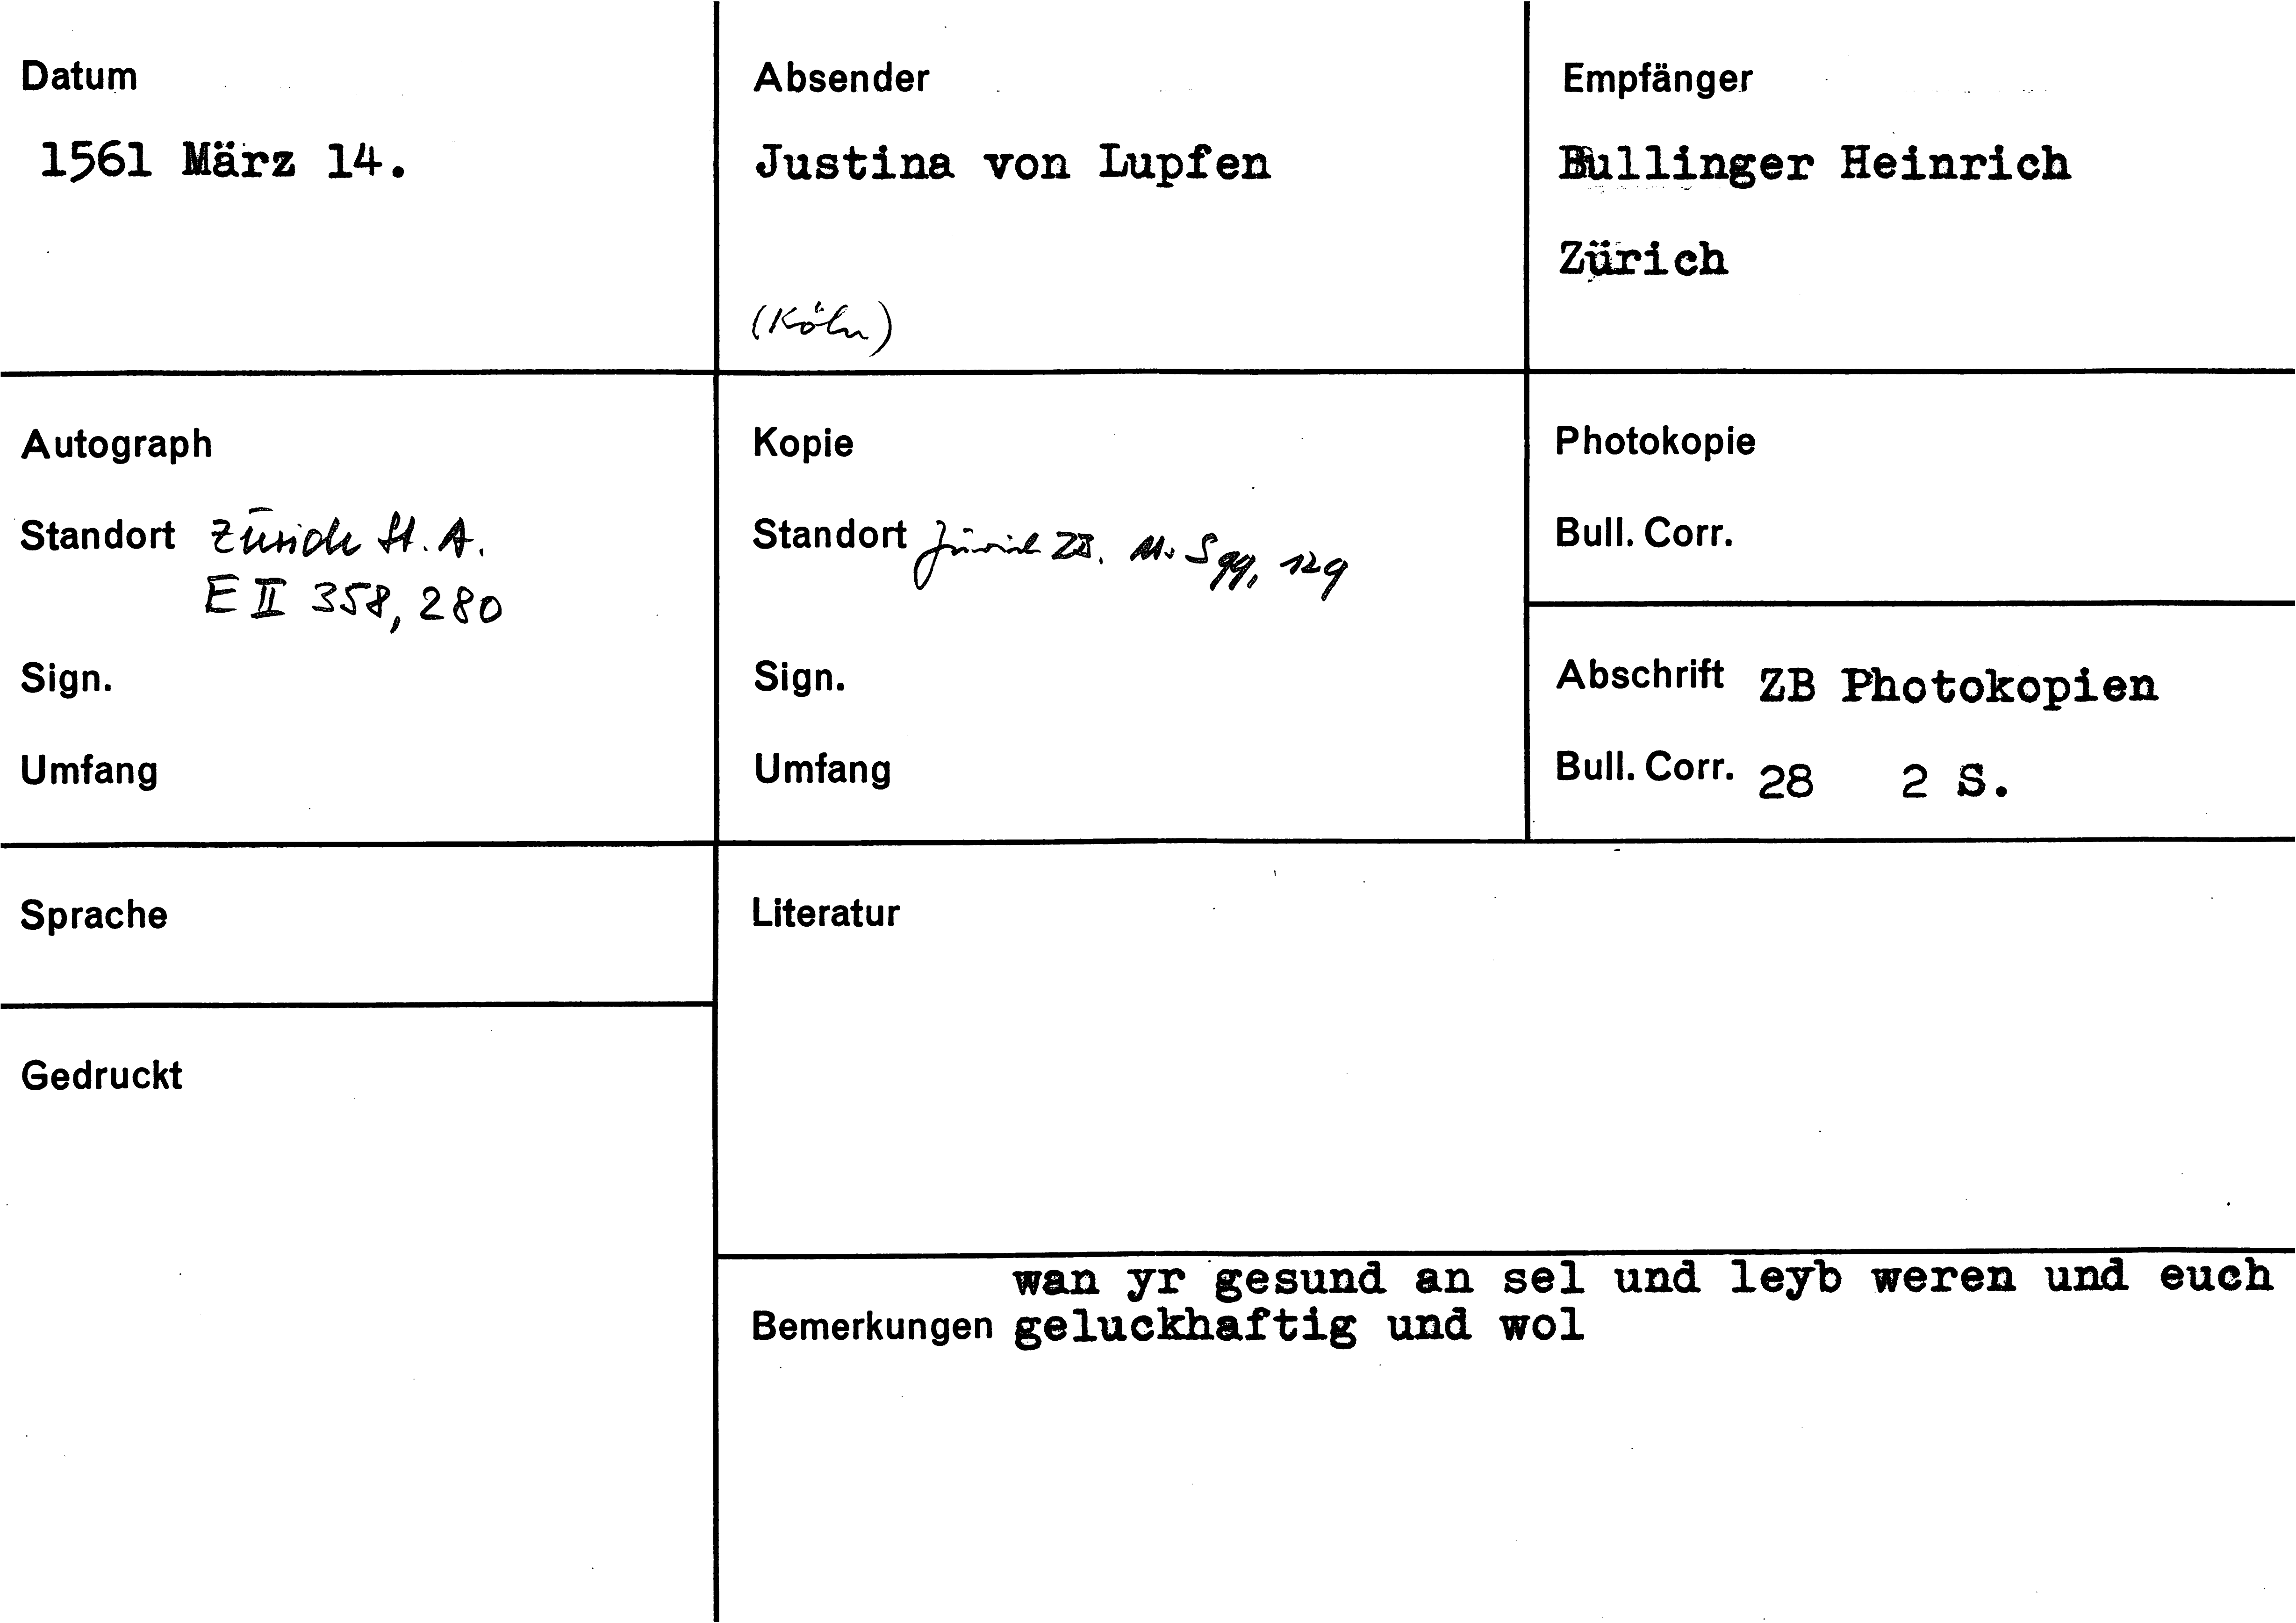 Datum
1561 März 14.
Absender
Justina von Lupfen
(Köln)
Empfänger
Bullinger Heinrich
Zürich
Autograph
Standort Zürich St. A.
E II 358, 280
Sign.
Umfang
Kopie
Standort Zürich ZB. Ms S 99, 129
Sign.
Umfang
Photokopie
Bull. Corr.
Abschrift ZB Photokopien
Bull. Corr. 28 2 S.
Sprache
Gedruckt
Literatur
wan yr gesund an sel und leyb weren und euch
Bemerkungen geluckhaftig und wol